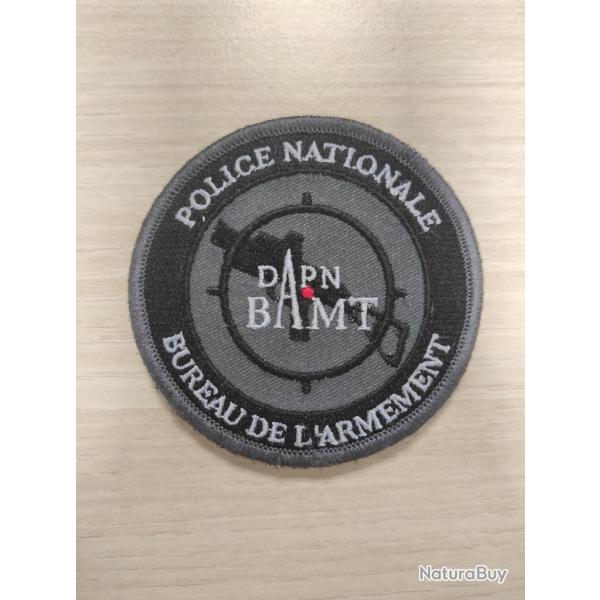 POLICE NATIONALE
DAPN
BAMT
BUREAU DE L'ARMEMENT
NaturaBuy